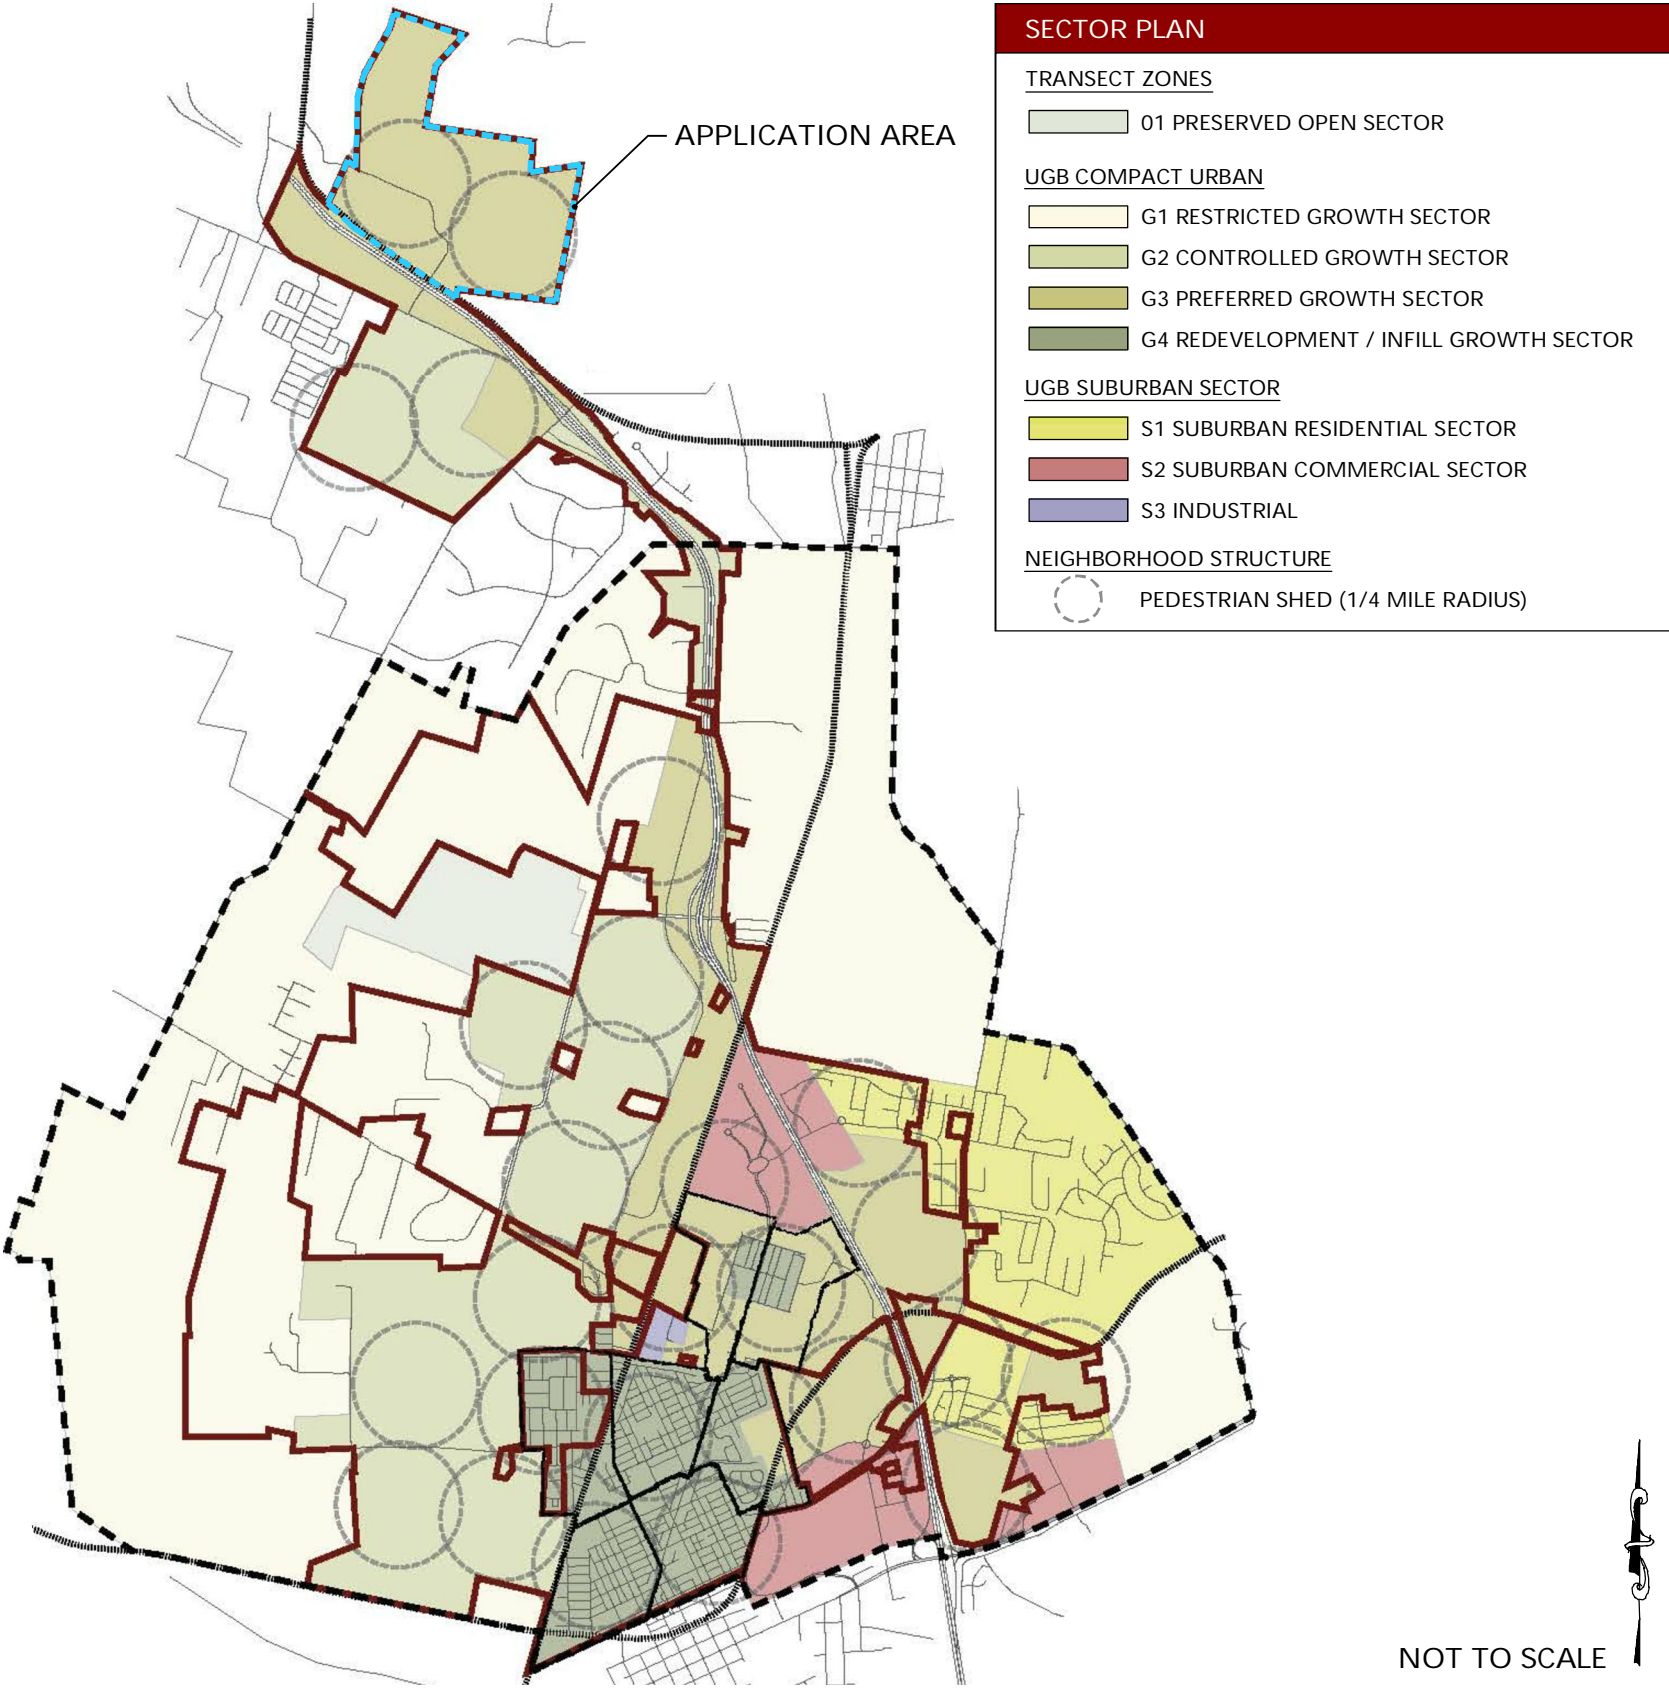 SECTOR PLAN
TRANSECT ZONES
01 PRESERVED OPEN SECTOR
UGB COMPACT URBAN
G1 RESTRICTED GROWTH SECTOR
G2 CONTROLLED GROWTH SECTOR
G3 PREFERRED GROWTH SECTOR
G4 REDEVELOPMENT / INFILL GROWTH SECTOR
UGB SUBURBAN SECTOR
S1 SUBURBAN RESIDENTIAL SECTOR
S2 SUBURBAN COMMERCIAL SECTOR
S3 INDUSTRIAL
NEIGHBORHOOD STRUCTURE
PEDESTRIAN SHED (1/4 MILE RADIUS)
APPLICATION AREA
NOT TO SCALE